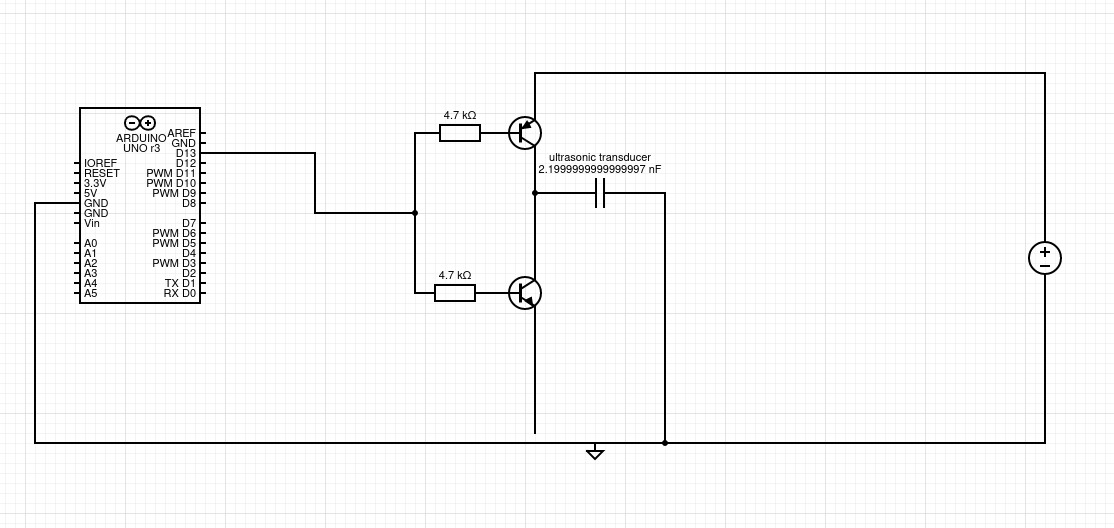 ARDUINO
UNO r3
AREF
GND
D13
D12
PWM D11
PWM D10
PWM D9
D8
D7
PWM D6
PWM D5
D4
PWM D3
D2
TX D1
RX D0
IOREF
RESET
3.3V
5V
GND
GND
Vin
A0
A1
A2
A3
A4
A5
4.7 kΩ
4.7 kΩ
ultrasonic transducer
2.1999999999999997 nF